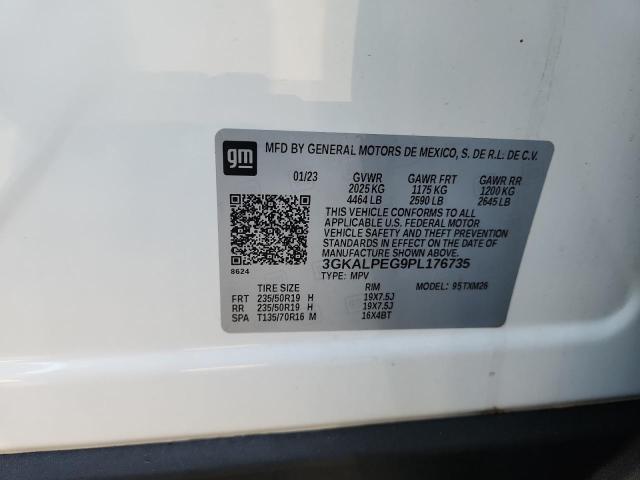 gm MFD BY GENERAL MOTORS DE MEXICO, S. DE R.L. DE C.V.
01/23 GVWR GAWR FRT GAWR RR
2025 KG 1175 KG 1200 KG
4464 LB 2590 LB 2645 LB
THIS VEHICLE CONFORMS TO ALL
APPLICABLE U.S. FEDERAL MOTOR
VEHICLE SAFETY AND THEFT PREVENTION
STANDARDS IN EFFECT ON THE DATE OF
MANUFACTURE SHOWN ABOVE.
3GKALPEG9PL176735
8624 TYPE: MPV MODEL: 95TXM26
TIRE SIZE RIM
FRT 235/50R19 H 19X7.5J
RR 235/50R19 H 19X7.5J
SPA T135/70R16 M 16X4BT